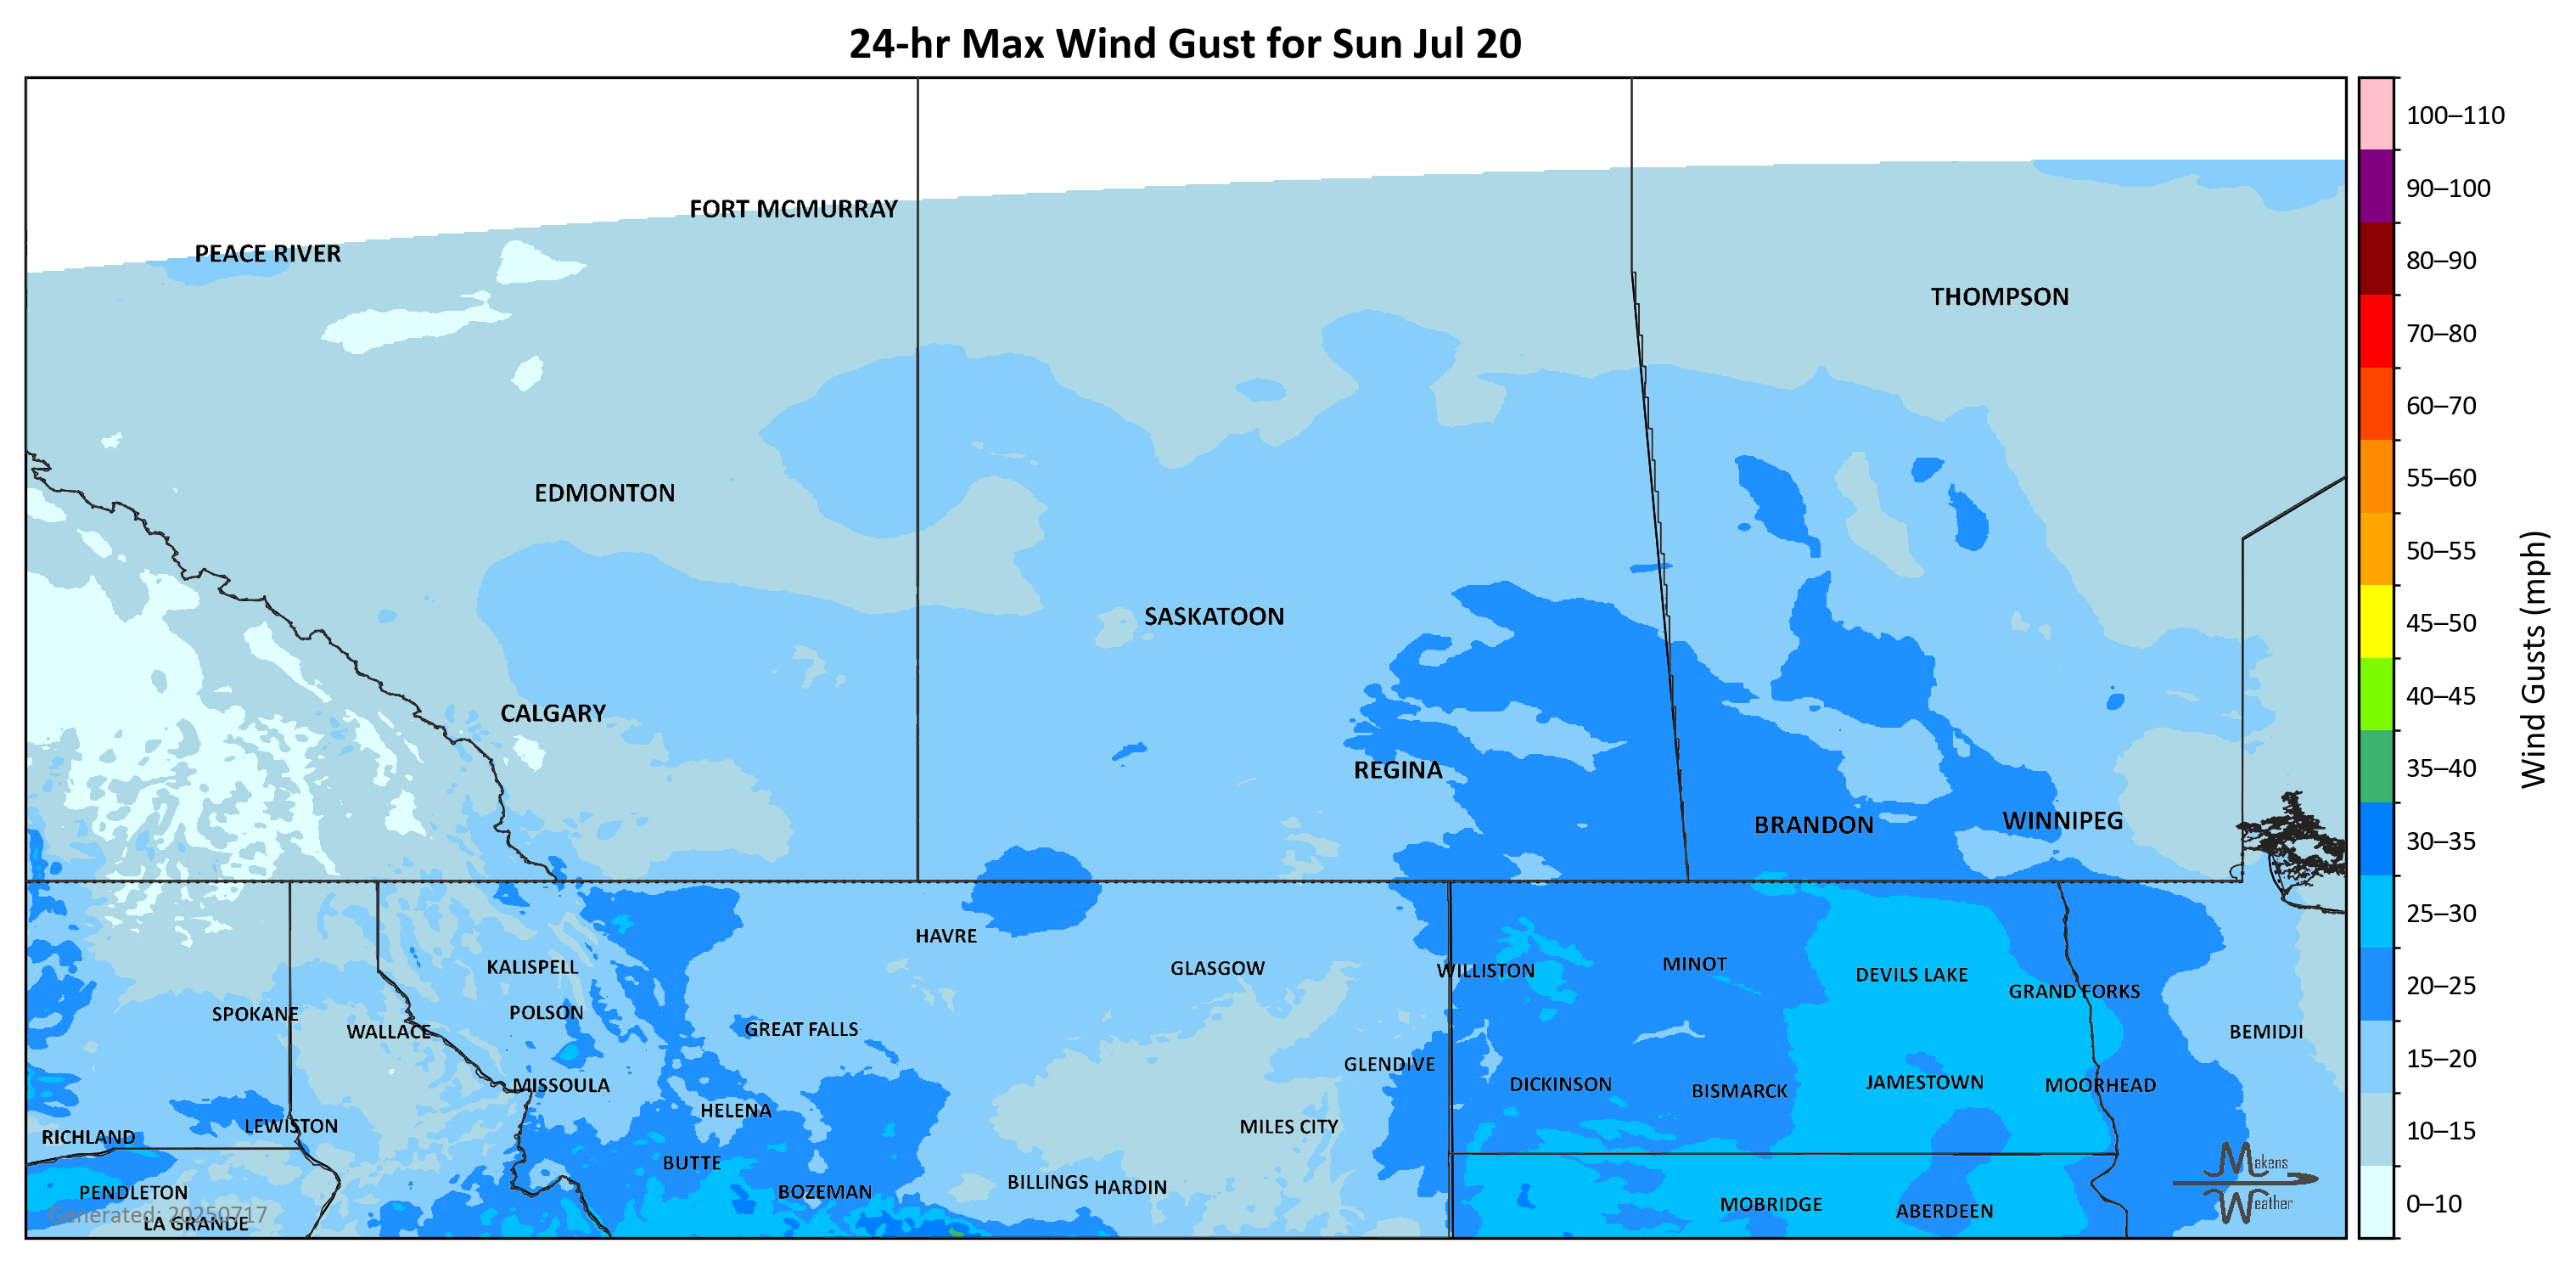 24-hr Max Wind Gust for Sun Jul 20
100–110
90–100
80–90
70–80
60–70
55–60
50–55
45–50
40–45
35–40
30–35
25–30
20–25
15–20
10–15
0–10
Wind Gusts (mph)
FORT MCMURRAY
PEACE RIVER
THOMPSON
EDMONTON
SASKATOON
CALGARY
REGINA
BRANDON
WINNIPEG
HAVRE
KALISPELL
GLASGOW
WILLISTON
MINOT
DEVILS LAKE
GRAND FORKS
SPOKANE
POLSON
WALLACE
GREAT FALLS
BEMIDJI
GLENDIVE
MISSOULA
DICKINSON
BISMARCK
JAMESTOWN
MOORHEAD
HELENA
LEWISTON
MILES CITY
RICHLAND
BUTTE
BILLINGS
HARDIN
PENDLETON
BOZEMAN
MOBRIDGE
ABERDEEN
LA GRANDE
Generated: 20250717
Makens
Weather